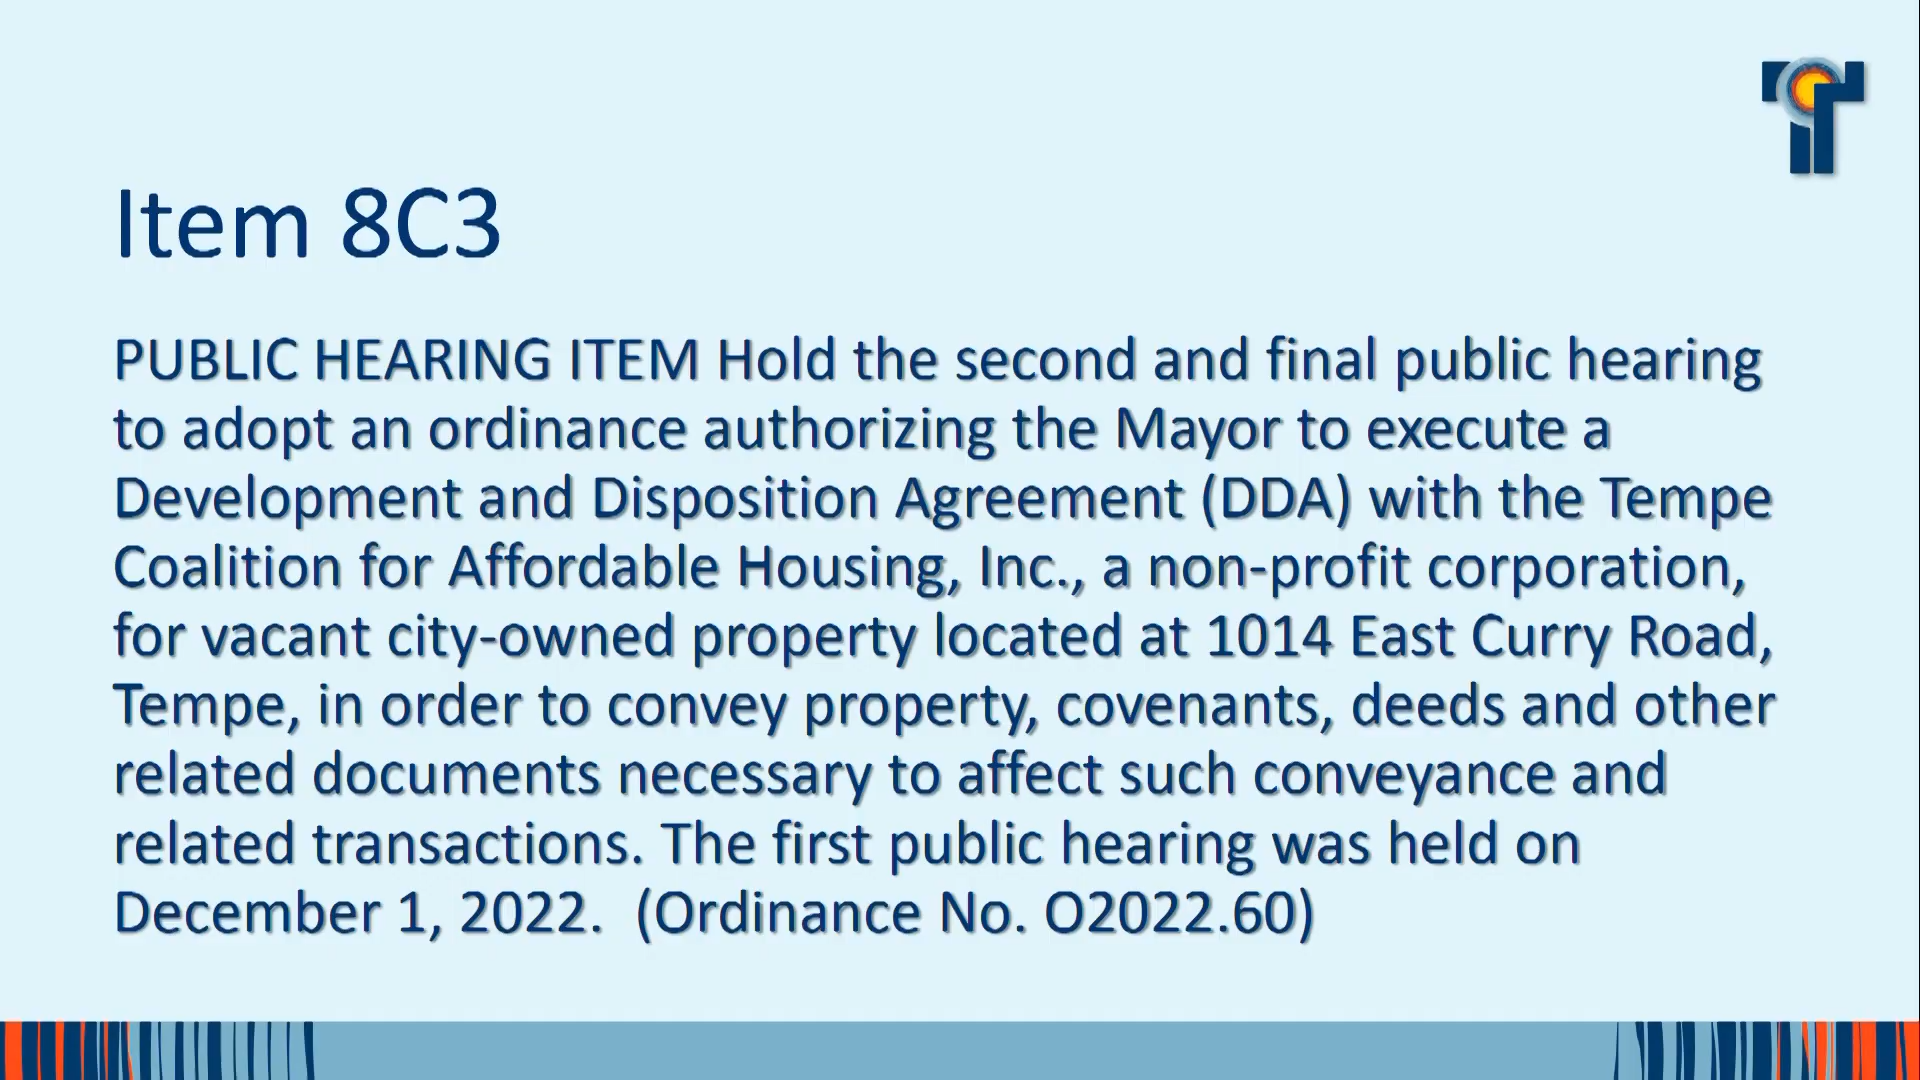 Item 8C3
PUBLIC HEARING ITEM Hold the second and final public hearing
to adopt an ordinance authorizing the Mayor to execute a
Development and Disposition Agreement (DDA) with the Tempe
Coalition for Affordable Housing, Inc., a non-profit corporation,
for vacant city-owned property located at 1014 East Curry Road,
Tempe, in order to convey property, covenants, deeds and other
related documents necessary to affect such conveyance and
related transactions. The first public hearing was held on
December 1, 2022.  (Ordinance No. O2022.60)